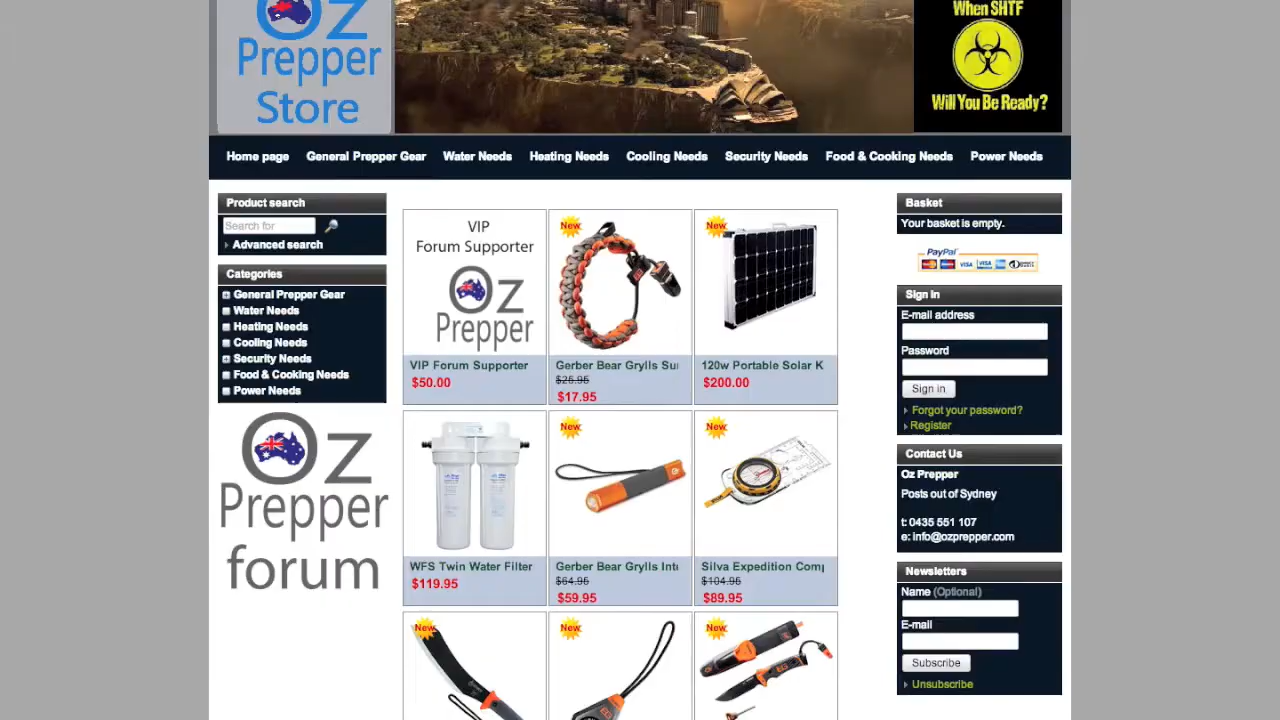 Oz
Prepper
Store
When SHTF
Will You Be Ready?
Home page General Prepper Gear Water Needs Heating Needs Cooling Needs Security Needs Food & Cooking Needs Power Needs
Product search
Search for
Advanced search
Categories
General Prepper Gear
Water Needs
Heating Needs
Cooling Needs
Security Needs
Food & Cooking Needs
Power Needs
Oz
Prepper
forum
VIP
Forum Supporter
Oz
Prepper
VIP Forum Supporter
$50.00
New
Gerber Bear Grylls Su
$25.95
$17.95
New
120w Portable Solar K
$200.00
WFS Twin Water Filter
$119.95
New
Gerber Bear Grylls Int
$64.95
$59.95
New
Silva Expedition Comp
$104.95
$89.95
New
New
New
Basket
Your basket is empty.
PayPal
VISA
VISA
Sign in
E-mail address
Password
Sign in
Forgot your password?
Register
Contact Us
Oz Prepper
Posts out of Sydney
t: 0435 551 107
e: info@ozprepper.com
Newsletters
Name (Optional)
E-mail
Subscribe
Unsubscribe